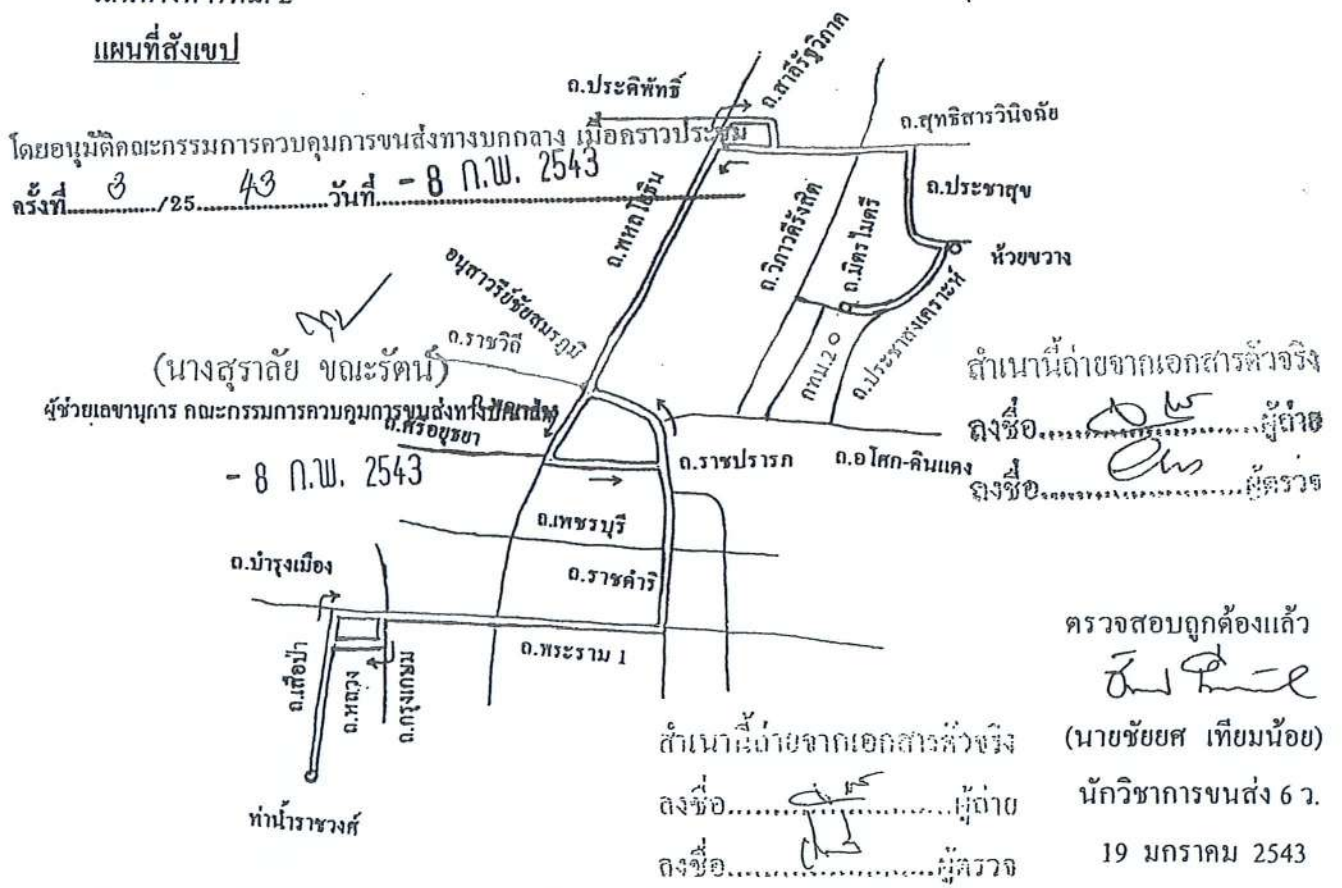 แผนที่สังเขป
ถ.สาลีรัฐวิภาค
ถ.ประดิพัทธิ์
ถ.สุทธิสารวินิจฉัย
โดยอนุมัติคณะกรรมการควบคุมการขนส่งทางบกกลาง เมื่อคราวประชุม
ครั้งที่ 3 /25 43 วันที่ - 8 ก.พ. 2543
ถ.ประชาสุข
ถ.พหลโยธิน
ถ.วิภาวดีรังสิต
ถ.มิตรไมตรี
ห้วยขวาง
อนุสาวรีย์ชัยสมรภูมิ
ถ.ราชวิถี
(นางสุราลัย ขณะรัตน์)
ผู้ช่วยเลขานุการ คณะกรรมการควบคุมการขนส่งทางบกกลาง
ถ.ศรีอยุธยา
กทม.2
ถ.ประชาสงเคราะห์
สำเนานี้ถ่ายจากเอกสารตัวจริง
ลงชื่อ ผู้ถ่าย
ลงชื่อ ผู้ตรวจ
ถ.ราชปรารภ
ถ.อโศก-ดินแดง
- 8 ก.พ. 2543
ถ.เพชรบุรี
ถ.บำรุงเมือง
ถ.ราชดำริ
ถ.พระราม 1
ถ.เสือป่า
ถ.หลวง
ถ.กรุงเกษม
ท่าน้ำราชวงศ์
สำเนานี้ถ่ายจากเอกสารตัวจริง
ลงชื่อ ผู้ถ่าย
ลงชื่อ ผู้ตรวจ
ตรวจสอบถูกต้องแล้ว
(นายชัยยศ เทียมน้อย)
นักวิชาการขนส่ง 6 ว.
19 มกราคม 2543